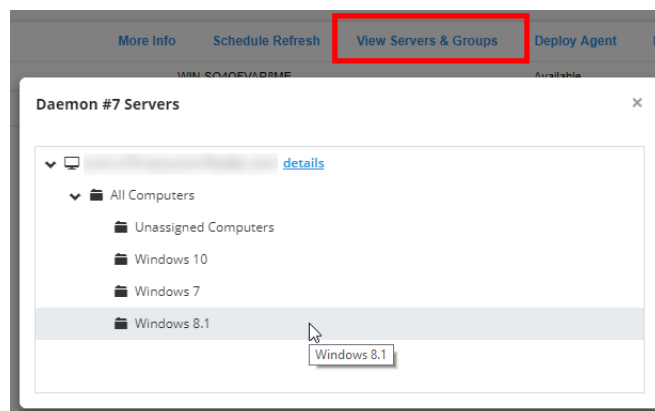 More Info Schedule Refresh View Servers & Groups Deploy Agent
Available
Daemon #7 Servers ×
details
All Computers
Unassigned Computers
Windows 10
Windows 7
Windows 8.1
Windows 8.1